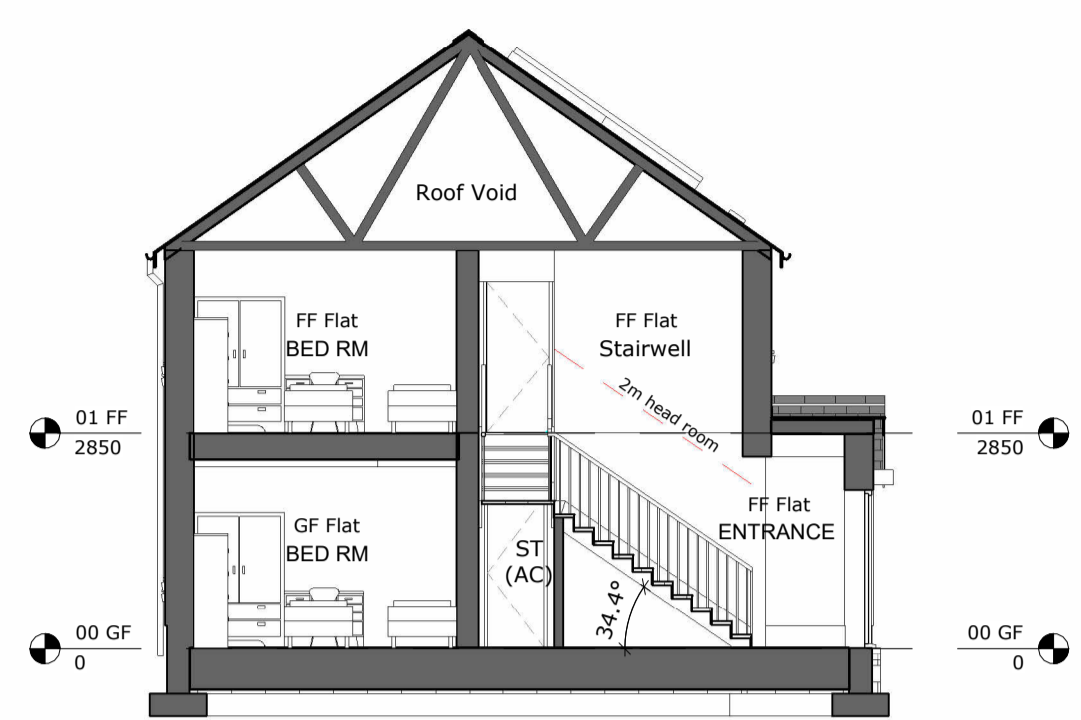 Roof Void
FF Flat
BED RM
FF Flat
Stairwell
2m head room
01 FF
2850
01 FF
2850
FF Flat
ENTRANCE
GF Flat
BED RM
ST
(AC)
34.4°
00 GF
0
00 GF
0